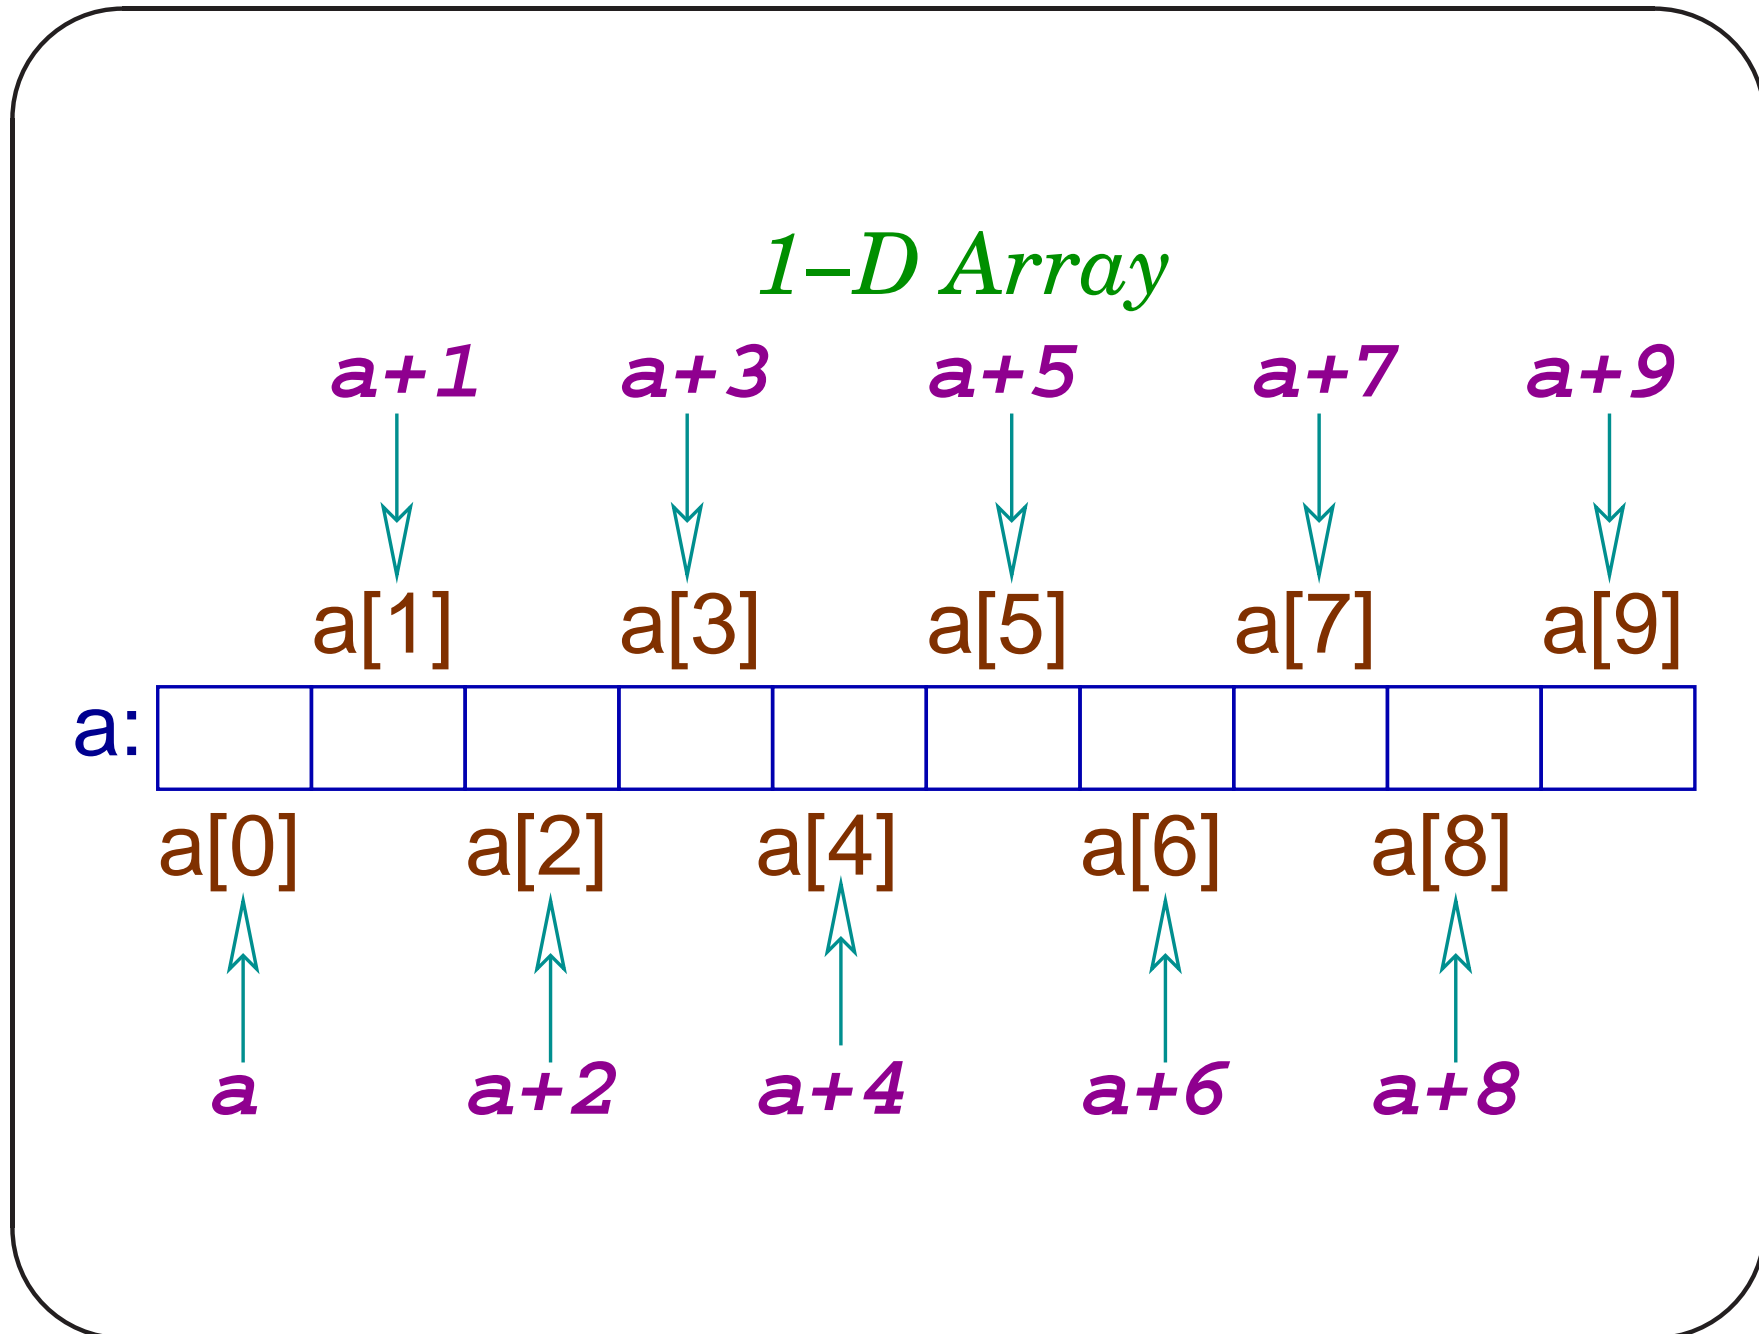 1–D Array
a+1 a+3 a+5 a+7 a+9
a[1] a[3] a[5] a[7] a[9]
a:
a[0] a[2] a[4] a[6] a[8]
a a+2 a+4 a+6 a+8